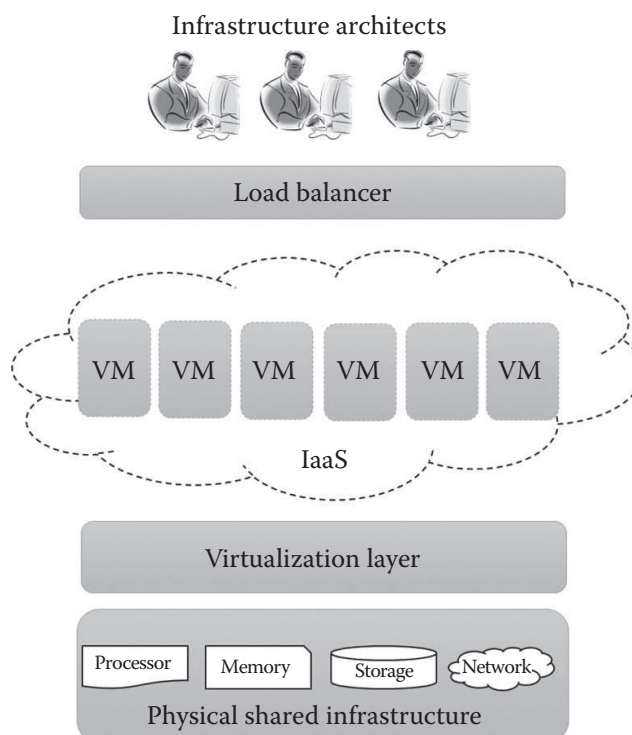 Infrastructure architects
Load balancer
VM VM VM VM VM VM
IaaS
Virtualization layer
Processor Memory Storage Network
Physical shared infrastructure